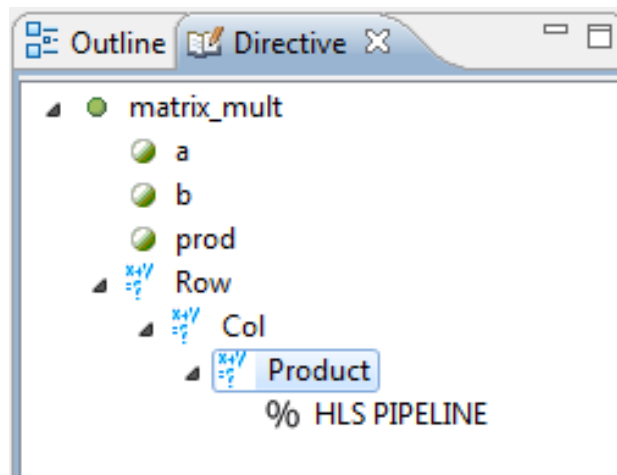 Outline Directive
matrix_mult
a
b
prod
Row
Col
Product
% HLS PIPELINE